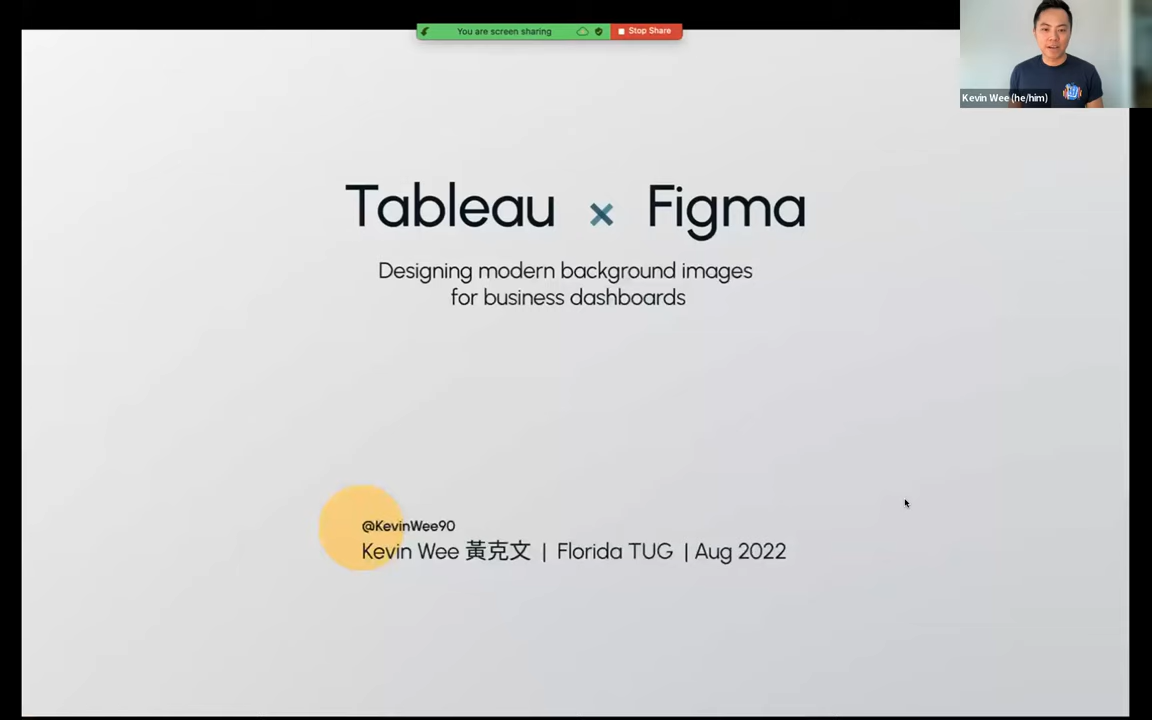 You are screen sharing
Stop Share
Kevin Wee (he/him)
Tableau x Figma
Designing modern background images
for business dashboards
@KevinWee90
Kevin Wee 黃克文 | Florida TUG | Aug 2022